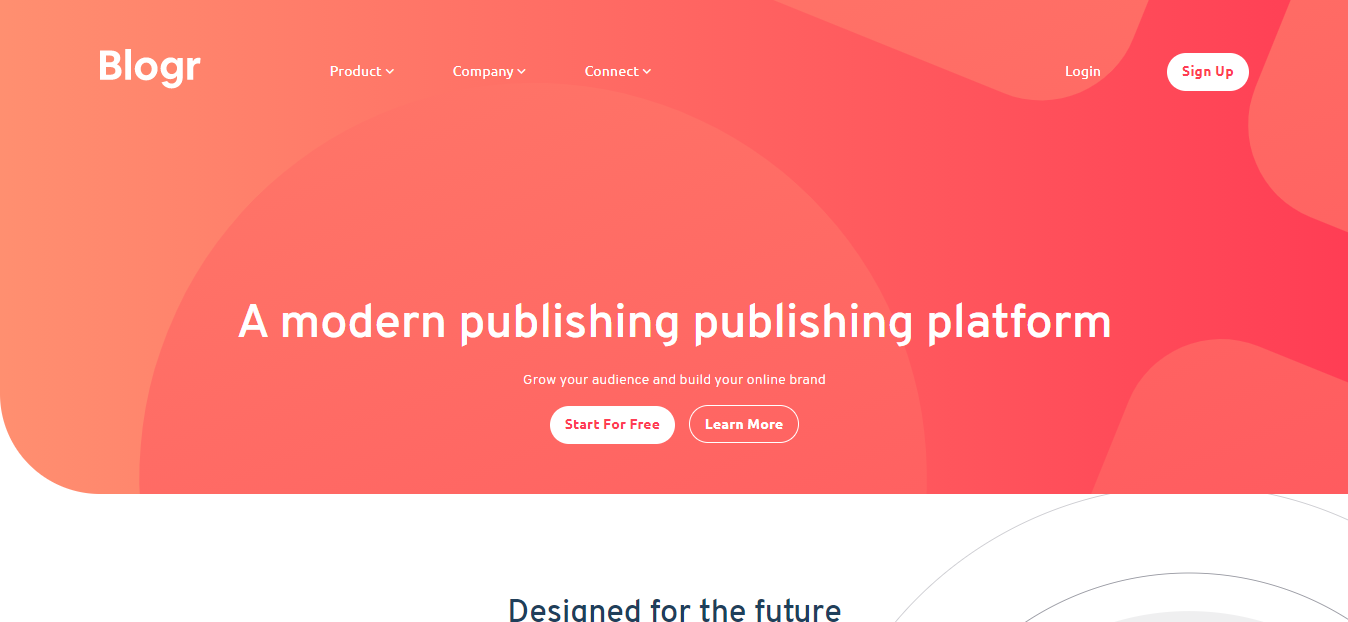 Blogr
Product
Company
Connect
Login
Sign Up
A modern publishing publishing platform
Grow your audience and build your online brand
Start For Free
Learn More
Designed for the future